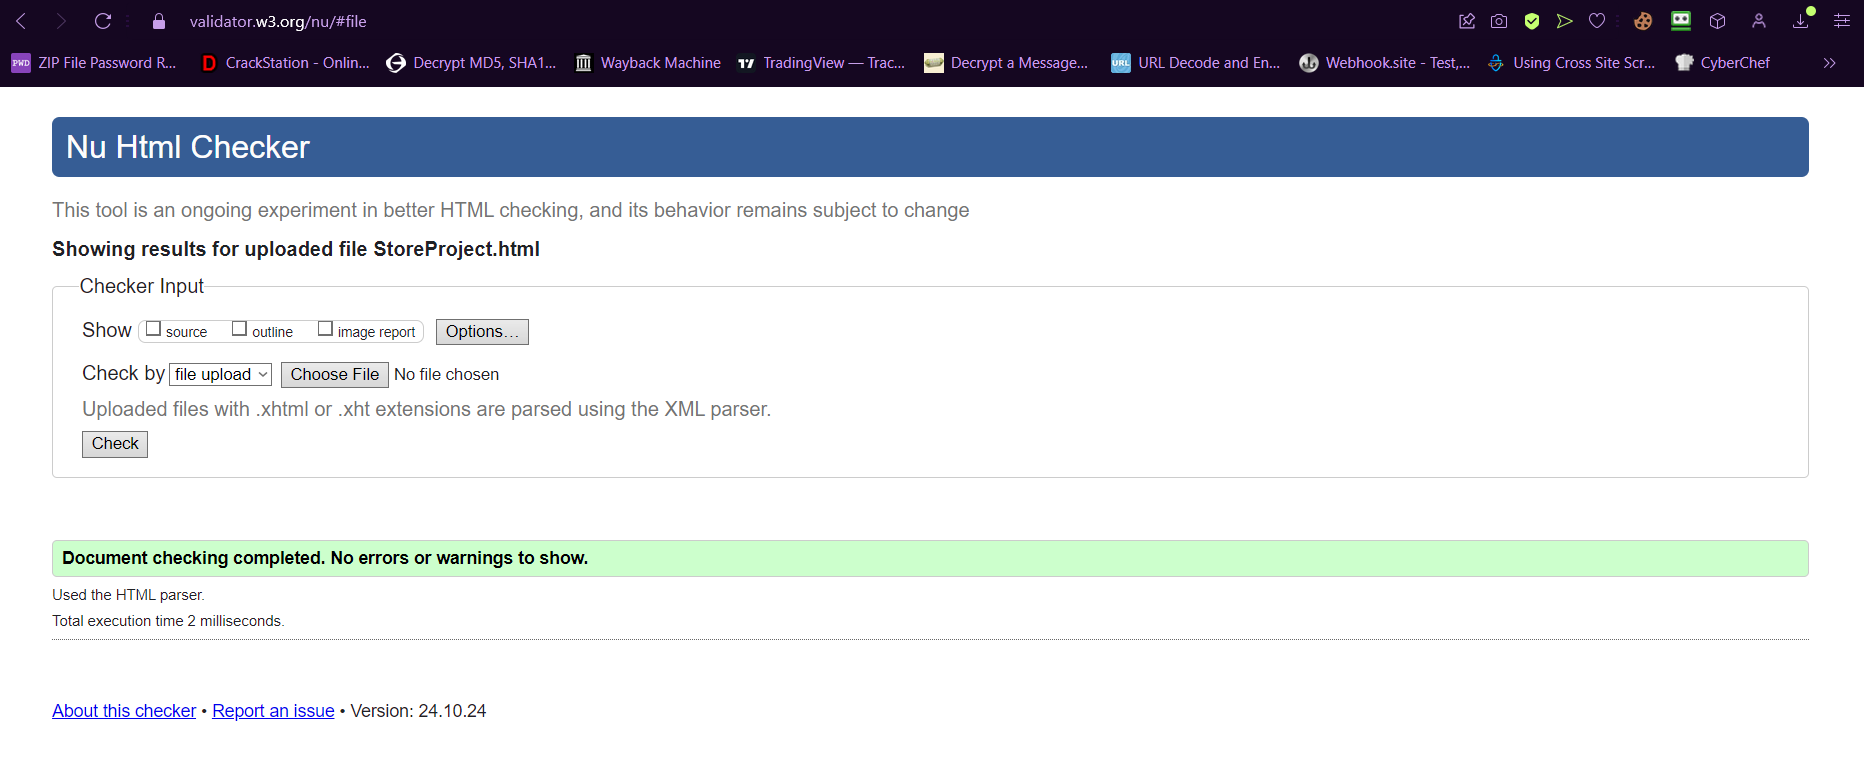 validator.w3.org/nu/#file
PWD ZIP File Password R... D CrackStation - Onlin... Decrypt MD5, SHA1... Wayback Machine TradingView — Trac... Decrypt a Message... URL URL Decode and En... Webhook.site - Test,... Using Cross Site Scr... CyberChef
Nu Html Checker
This tool is an ongoing experiment in better HTML checking, and its behavior remains subject to change
Showing results for uploaded file StoreProject.html
Checker Input
Show source outline image report Options...
Check by file upload Choose File No file chosen
Uploaded files with .xhtml or .xht extensions are parsed using the XML parser.
Check
Document checking completed. No errors or warnings to show.
Used the HTML parser.
Total execution time 2 milliseconds.
About this checker • Report an issue • Version: 24.10.24